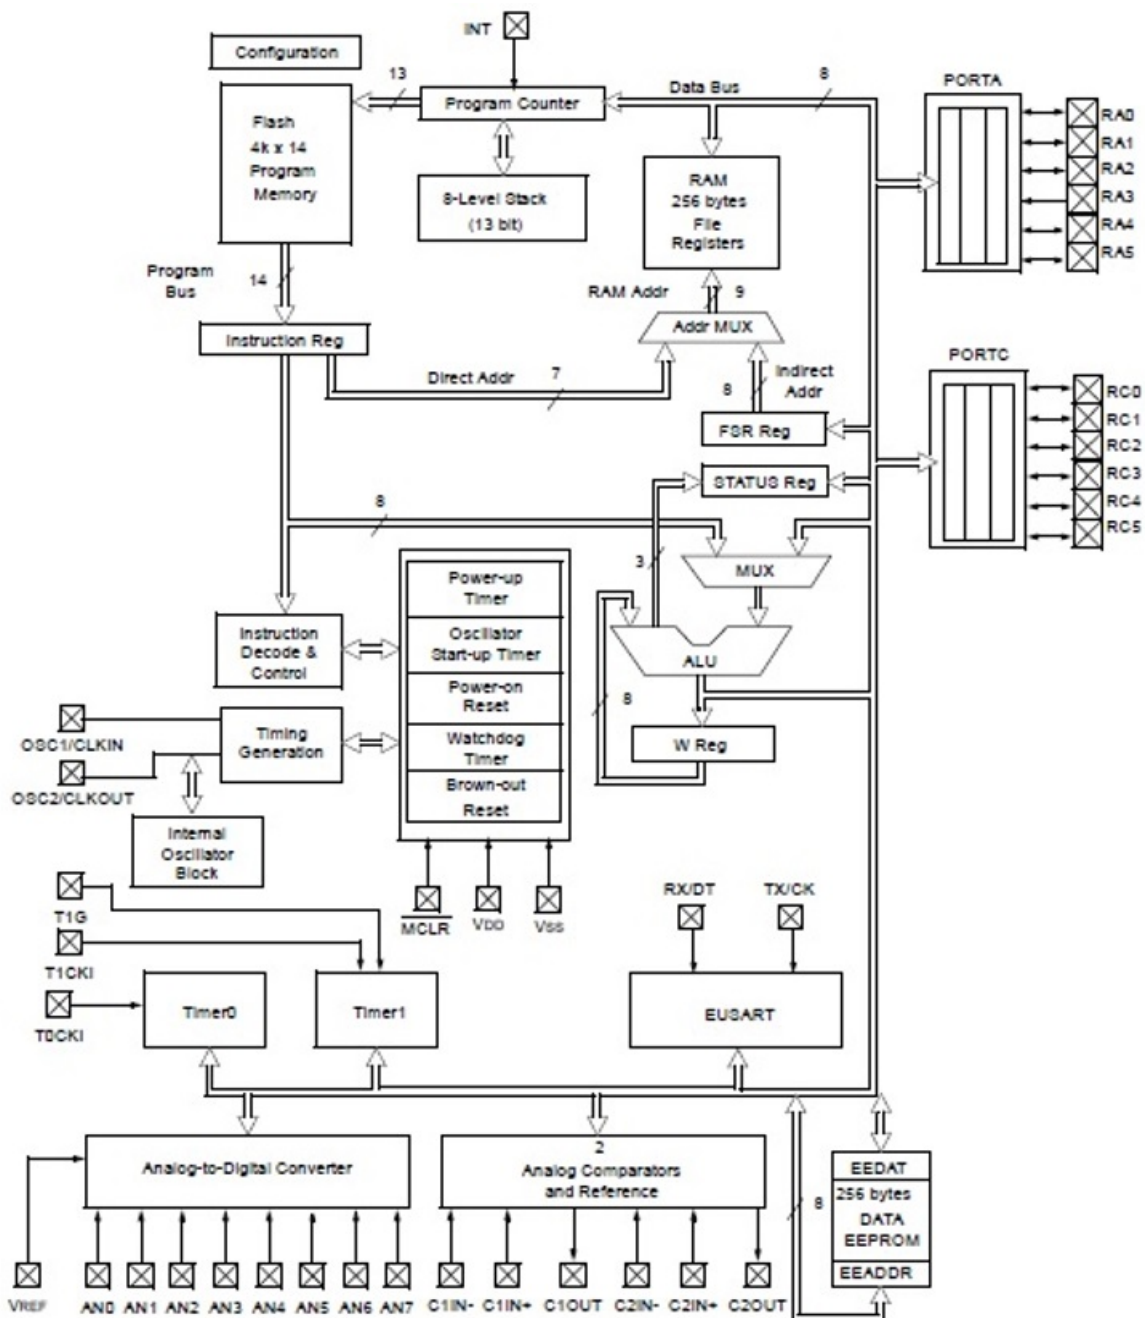 INT
Configuration
13
Program Counter
Data Bus
8
PORTA
Flash
4k x 14
Program
Memory
8-Level Stack
(13 bit)
RAM
256 bytes
File
Registers
RA0
RA1
RA2
RA3
RA4
RA5
Program
Bus
14
RAM Addr
9
Addr MUX
Instruction Reg
Direct Addr
7
8
Indirect
Addr
FSR Reg
PORTC
RC0
RC1
RC2
RC3
RC4
RC5
STATUS Reg
8
3
MUX
Power-up
Timer
Oscillator
Start-up Timer
Power-on
Reset
Watchdog
Timer
Brown-out
Reset
Instruction
Decode &
Control
ALU
8
W Reg
OSC1/CLKIN
Timing
Generation
OSC2/CLKOUT
Internal
Oscillator
Block
T1G
MCLR
VDD
VSS
RX/DT
TX/CK
T1CKI
T0CKI
Timer0
Timer1
EUSART
Analog-to-Digital Converter
2
Analog Comparators
and Reference
EEDAT
256 bytes
DATA
EEPROM
EEADDR
8
VREF
AN0
AN1
AN2
AN3
AN4
AN5
AN6
AN7
C1IN-
C1IN+
C1OUT
C2IN-
C2IN+
C2OUT